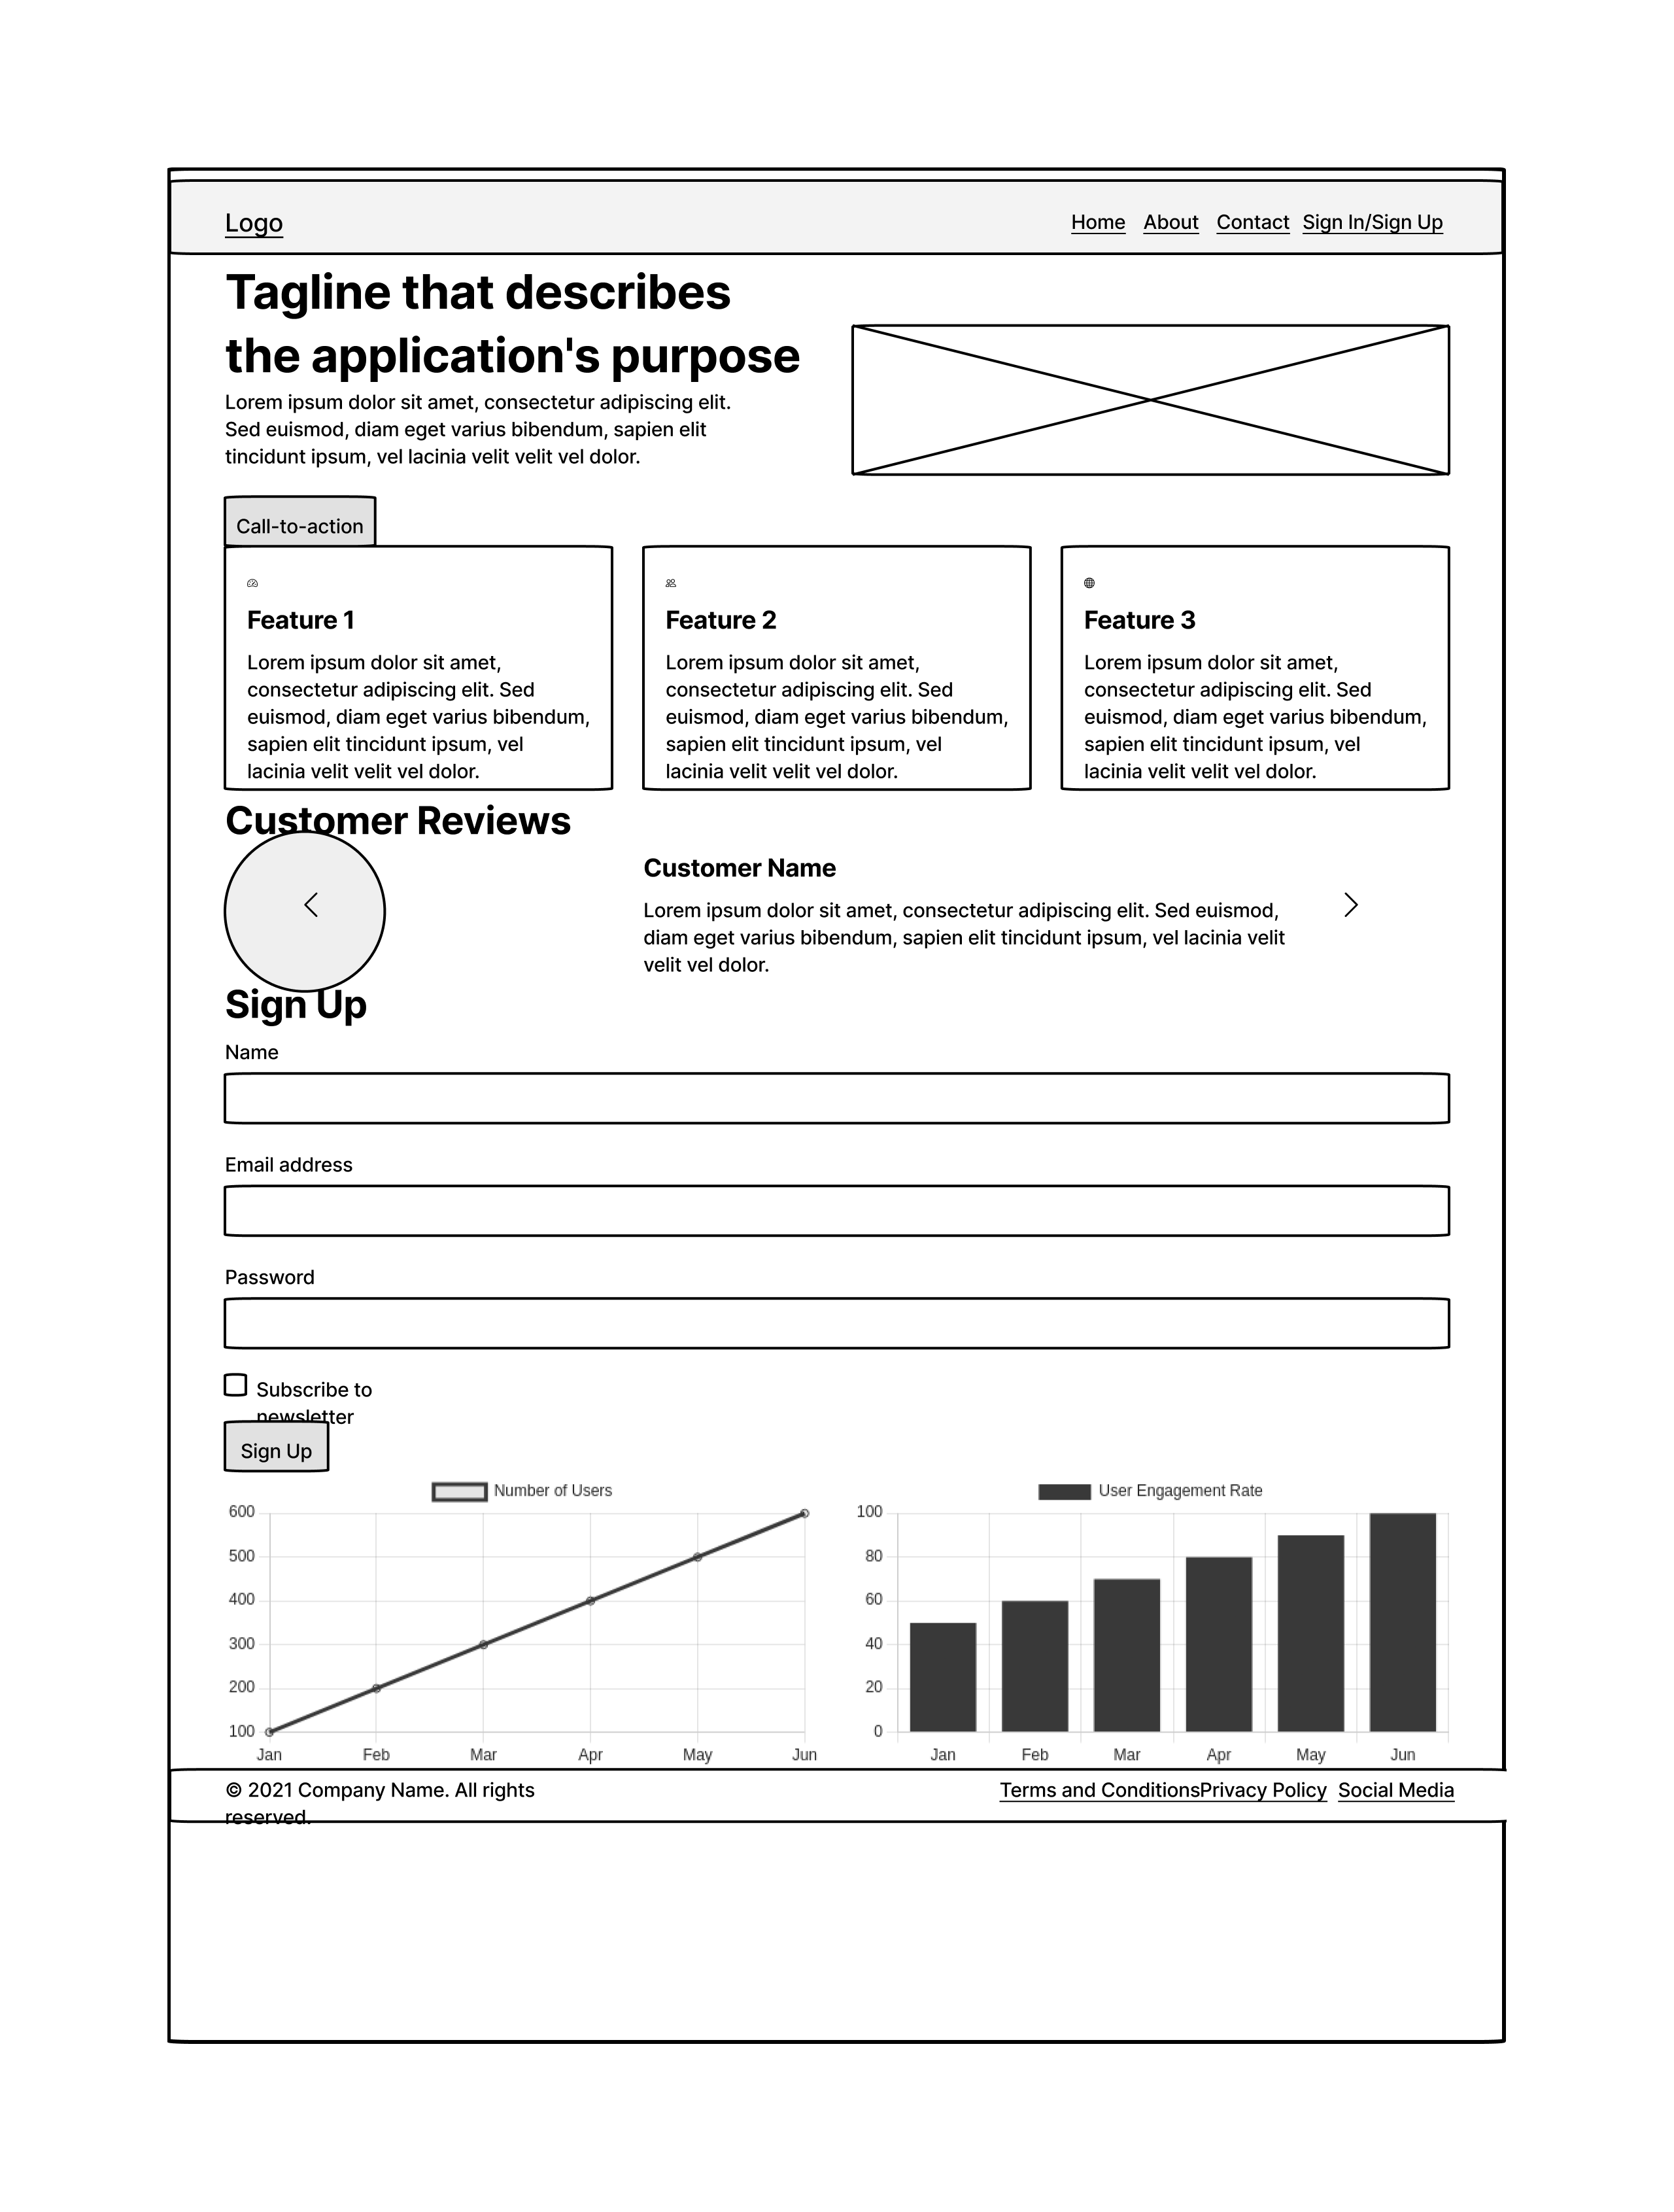 Logo
Home About Contact Sign In/Sign Up
Tagline that describes
the application's purpose
Lorem ipsum dolor sit amet, consectetur adipiscing elit.
Sed euismod, diam eget varius bibendum, sapien elit
tincidunt ipsum, vel lacinia velit velit vel dolor.
Call-to-action
Feature 1
Lorem ipsum dolor sit amet,
consectetur adipiscing elit. Sed
euismod, diam eget varius bibendum,
sapien elit tincidunt ipsum, vel
lacinia velit velit vel dolor.
Feature 2
Lorem ipsum dolor sit amet,
consectetur adipiscing elit. Sed
euismod, diam eget varius bibendum,
sapien elit tincidunt ipsum, vel
lacinia velit velit vel dolor.
Feature 3
Lorem ipsum dolor sit amet,
consectetur adipiscing elit. Sed
euismod, diam eget varius bibendum,
sapien elit tincidunt ipsum, vel
lacinia velit velit vel dolor.
Customer Reviews
Customer Name
Lorem ipsum dolor sit amet, consectetur adipiscing elit. Sed euismod,
diam eget varius bibendum, sapien elit tincidunt ipsum, vel lacinia velit
velit vel dolor.
Sign Up
Name
Email address
Password
Subscribe to
newsletter
Sign Up
Number of Users
600
500
400
300
200
100
Jan Feb Mar Apr May Jun
User Engagement Rate
100
80
60
40
20
0
Jan Feb Mar Apr May Jun
© 2021 Company Name. All rights
reserved.
Terms and ConditionsPrivacy Policy Social Media